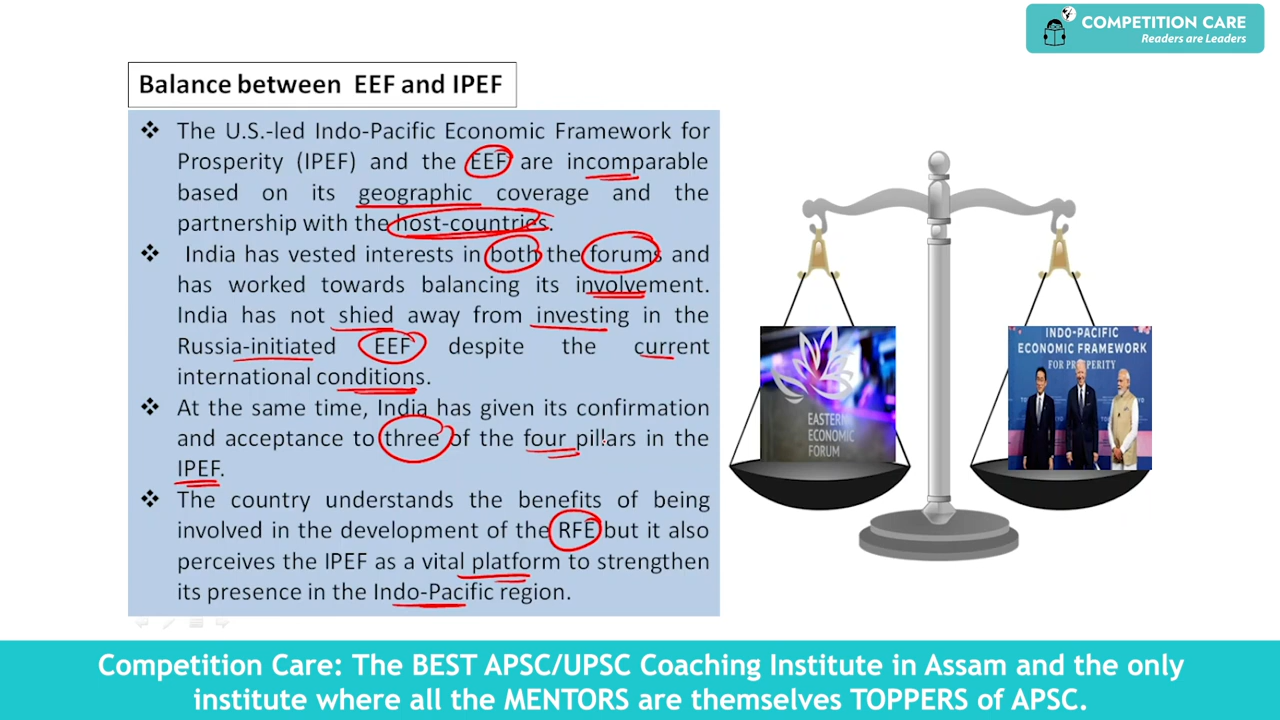 COMPETITION CARE
Readers are Leaders
Balance between EEF and IPEF
❖ The U.S.-led Indo-Pacific Economic Framework for
Prosperity (IPEF) and the EEF are incomparable
based on its geographic coverage and the
partnership with the host-countries.
❖ India has vested interests in both the forums and
has worked towards balancing its involvement.
India has not shied away from investing in the
Russia-initiated EEF despite the current
international conditions.
❖ At the same time, India has given its confirmation
and acceptance to three of the four pillars in the
IPEF.
❖ The country understands the benefits of being
involved in the development of the RFE but it also
perceives the IPEF as a vital platform to strengthen
its presence in the Indo-Pacific region.
EASTERN
ECONOMIC
FORUM
INDO-PACIFIC
ECONOMIC FRAMEWORK
FOR PROSPERITY
Competition Care: The BEST APSC/UPSC Coaching Institute in Assam and the only
institute where all the MENTORS are themselves TOPPERS of APSC.